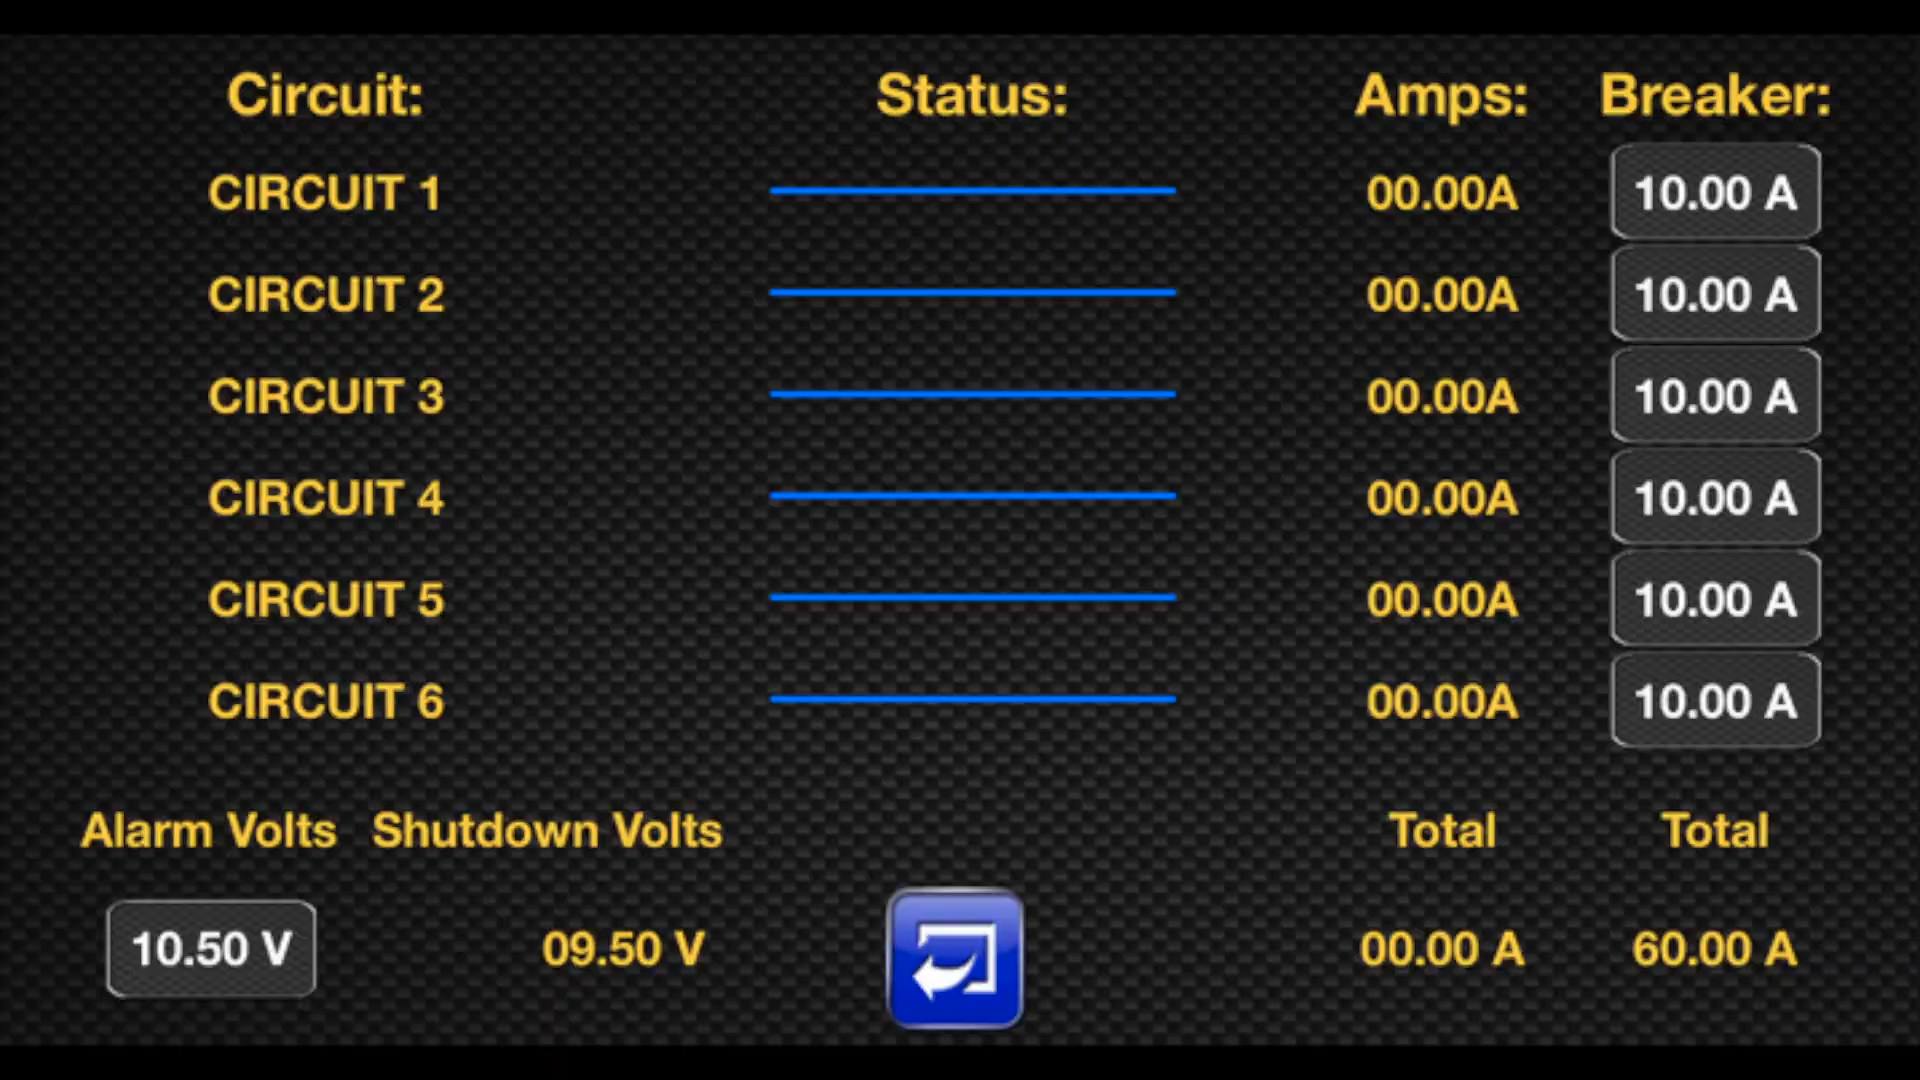 Circuit: Status: Amps: Breaker:
CIRCUIT 1 00.00A 10.00 A
CIRCUIT 2 00.00A 10.00 A
CIRCUIT 3 00.00A 10.00 A
CIRCUIT 4 00.00A 10.00 A
CIRCUIT 5 00.00A 10.00 A
CIRCUIT 6 00.00A 10.00 A
Alarm Volts Shutdown Volts Total Total
10.50 V 09.50 V 00.00 A 60.00 A